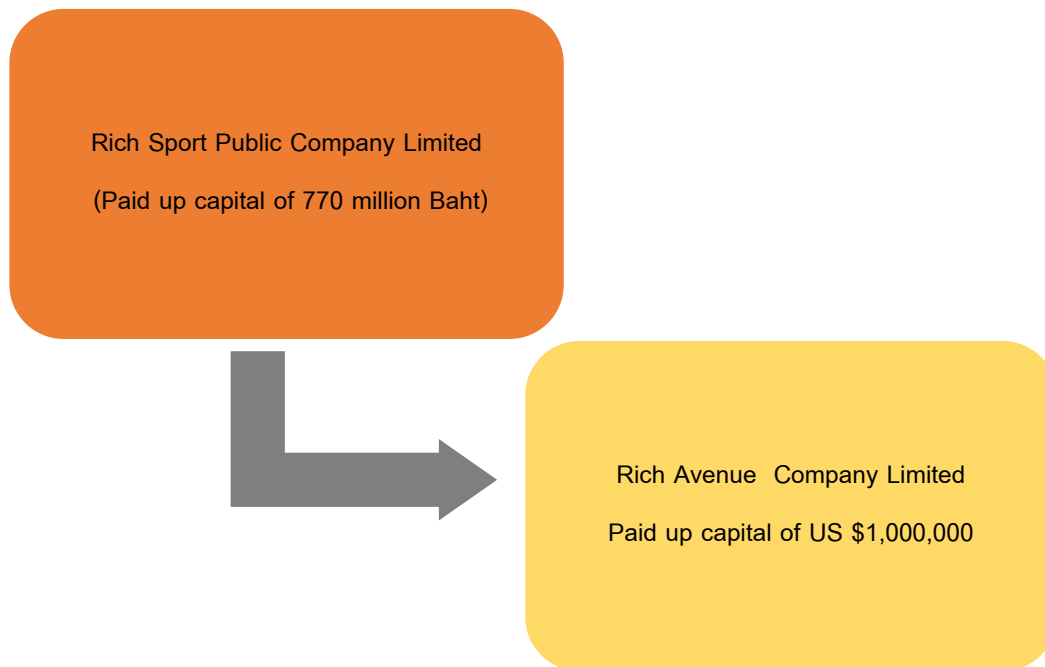 Rich Sport Public Company Limited
(Paid up capital of 770 million Baht)
Rich Avenue Company Limited
Paid up capital of US $1,000,000